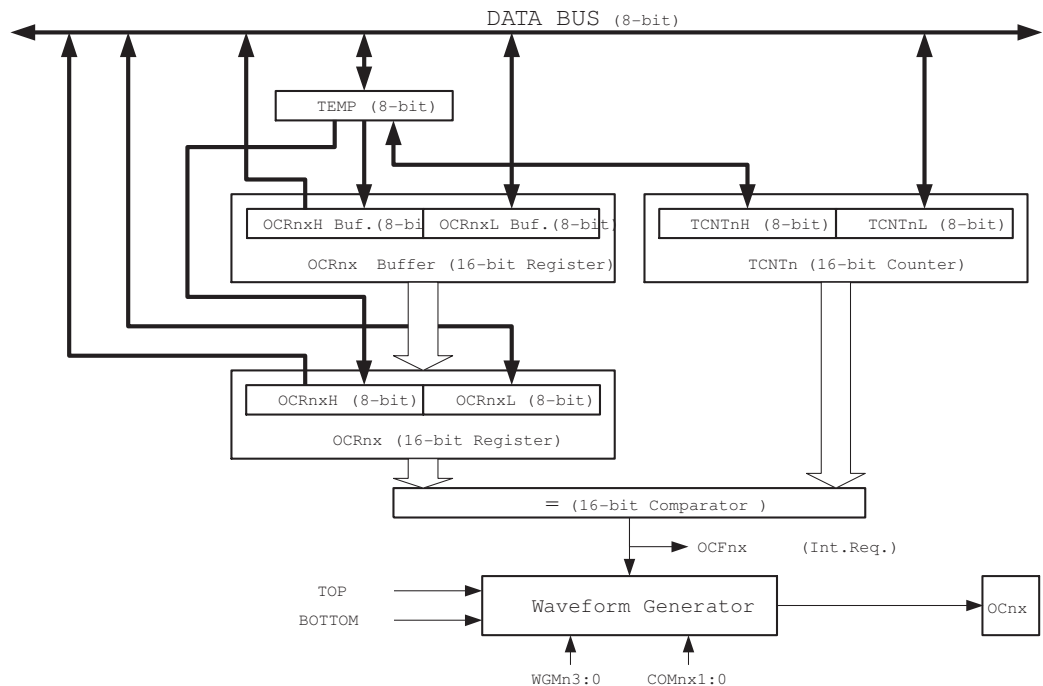 DATA BUS (8-bit)
TEMP (8-bit)
OCRnxH Buf.(8-bi
OCRnxL Buf.(8-bit)
TCNTnH (8-bit)
TCNTnL (8-bit)
OCRnx Buffer (16-bit Register)
TCNTn (16-bit Counter)
OCRnxH (8-bit)
OCRnxL (8-bit)
OCRnx (16-bit Register)
= (16-bit Comparator )
OCFnx (Int.Req.)
TOP
BOTTOM
Waveform Generator
OCnx
WGMn3:0
COMnx1:0